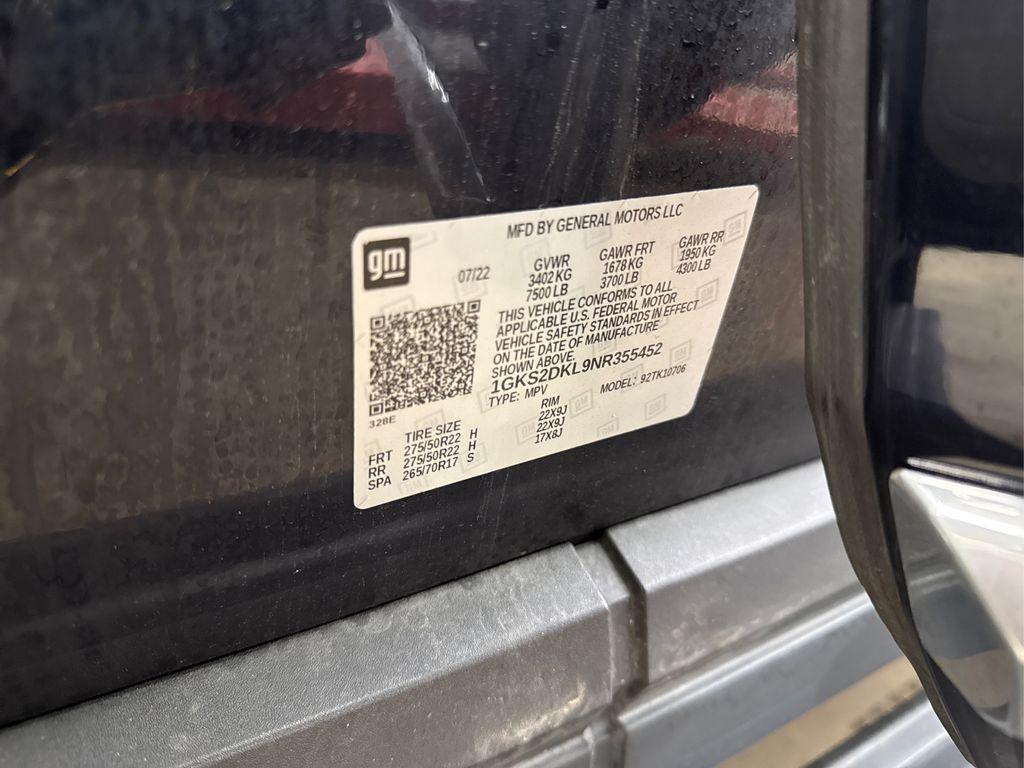 MFD BY GENERAL MOTORS LLC
gm
07/22
GVWR GAWR FRT GAWR RR
3402 KG 1678 KG 1950 KG
7500 LB 3700 LB 4300 LB
THIS VEHICLE CONFORMS TO ALL
APPLICABLE U.S. FEDERAL MOTOR
VEHICLE SAFETY STANDARDS IN EFFECT
ON THE DATE OF MANUFACTURE
SHOWN ABOVE.
1GKS2DKL9NR355452
TYPE: MPV MODEL: 92TK10706
328E
TIRE SIZE RIM
FRT 275/50R22 H 22X9J
RR 275/50R22 H 22X9J
SPA 265/70R17 S 17X8J